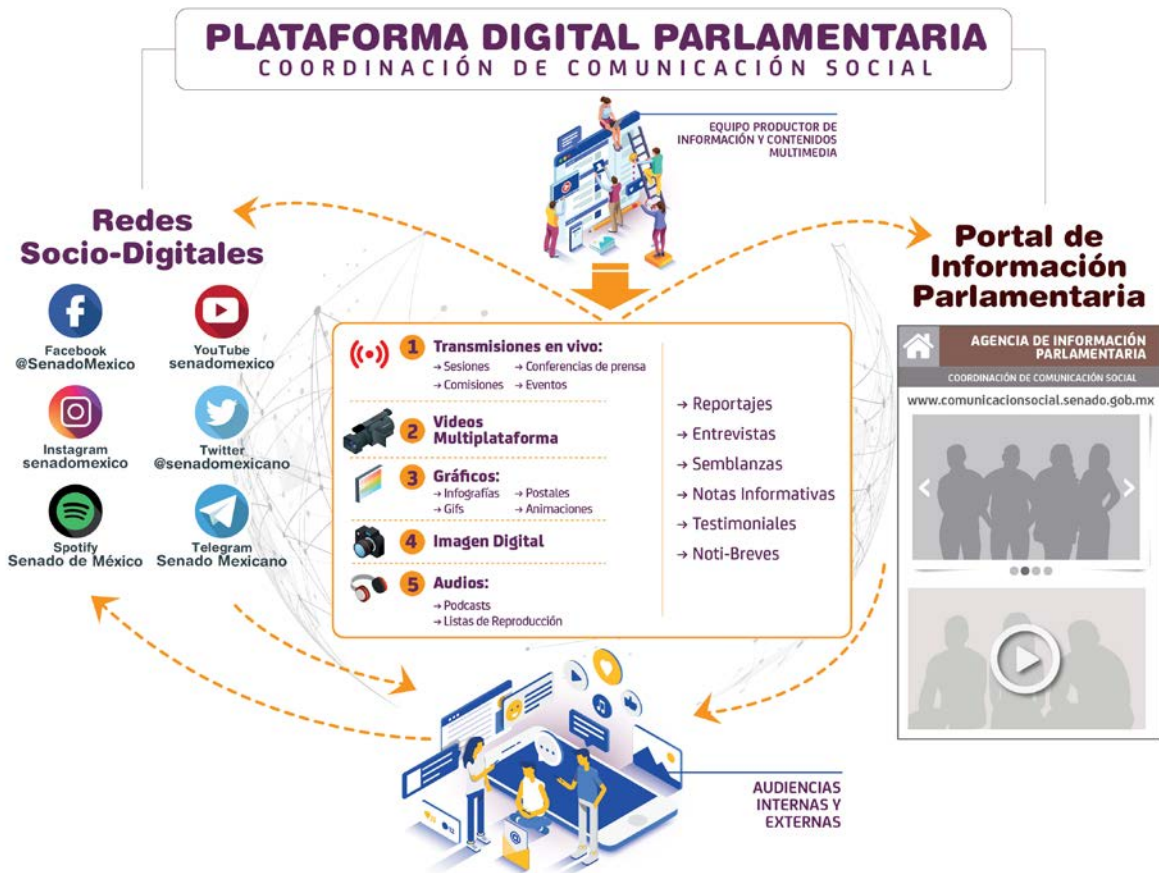 PLATAFORMA DIGITAL PARLAMENTARIA
COORDINACIÓN DE COMUNICACIÓN SOCIAL
EQUIPO PRODUCTOR DE
INFORMACIÓN Y CONTENIDOS
MULTIMEDIA
Redes
Socio-Digitales
Facebook
@SenadoMexico
YouTube
senadomexico
Instagram
senadomexico
Twitter
@senadomexicano
Spotify
Senado de México
Telegram
Senado Mexicano
1 Transmisiones en vivo:
→ Sesiones → Conferencias de prensa
→ Comisiones → Eventos
2 Videos
Multiplataforma
3 Gráficos:
→ Infografías → Postales
→ Gifs → Animaciones
4 Imagen Digital
5 Audios:
→ Podcasts
→ Listas de Reproducción
→ Reportajes
→ Entrevistas
→ Semblanzas
→ Notas Informativas
→ Testimoniales
→ Noti-Breves
Portal de
Información
Parlamentaria
AGENCIA DE INFORMACIÓN
PARLAMENTARIA
COORDINACIÓN DE COMUNICACIÓN SOCIAL
www.comunicacionsocial.senado.gob.mx
AUDIENCIAS
INTERNAS Y
EXTERNAS